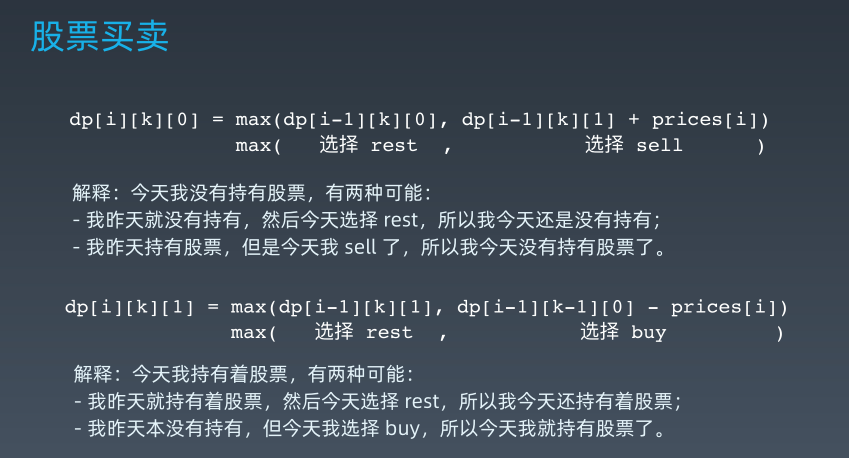 股票买卖
dp[i][k][0] = max(dp[i-1][k][0], dp[i-1][k][1] + prices[i])
max( 选择 rest , 选择 sell )
解释：今天我没有持有股票，有两种可能：
- 我昨天就没有持有，然后今天选择 rest，所以我今天还是没有持有；
- 我昨天持有股票，但是今天我 sell 了，所以我今天没有持有股票了。
dp[i][k][1] = max(dp[i-1][k][1], dp[i-1][k-1][0] - prices[i])
max( 选择 rest , 选择 buy )
解释：今天我持有着股票，有两种可能：
- 我昨天就持有着股票，然后今天选择 rest，所以我今天还持有着股票；
- 我昨天本没有持有，但今天我选择 buy，所以今天我就持有股票了。